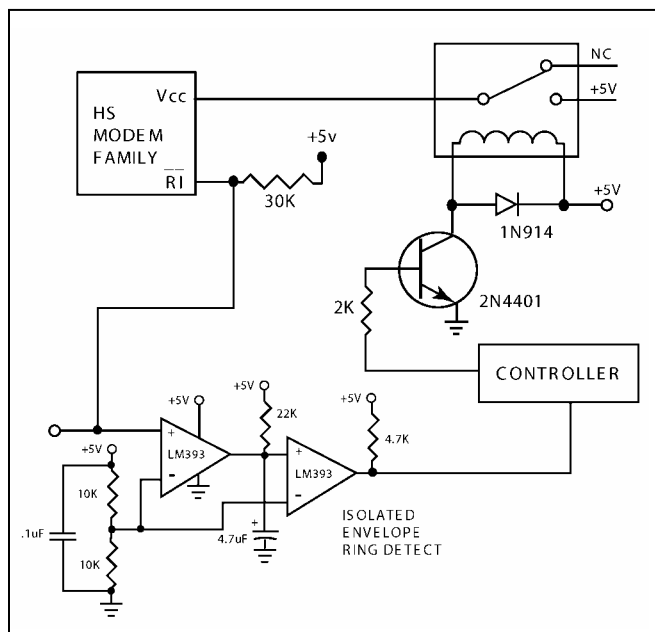 NC
Vcc
+5V
HS
MODEM
FAMILY
+5v
RI
30K
+5V
1N914
2N4401
2K
CONTROLLER
+5V
+5V
+5V
22K
4.7K
+5V
+
LM393
-
+
LM393
-
10K
.1uF
10K
+
4.7uF
ISOLATED
ENVELOPE
RING DETECT